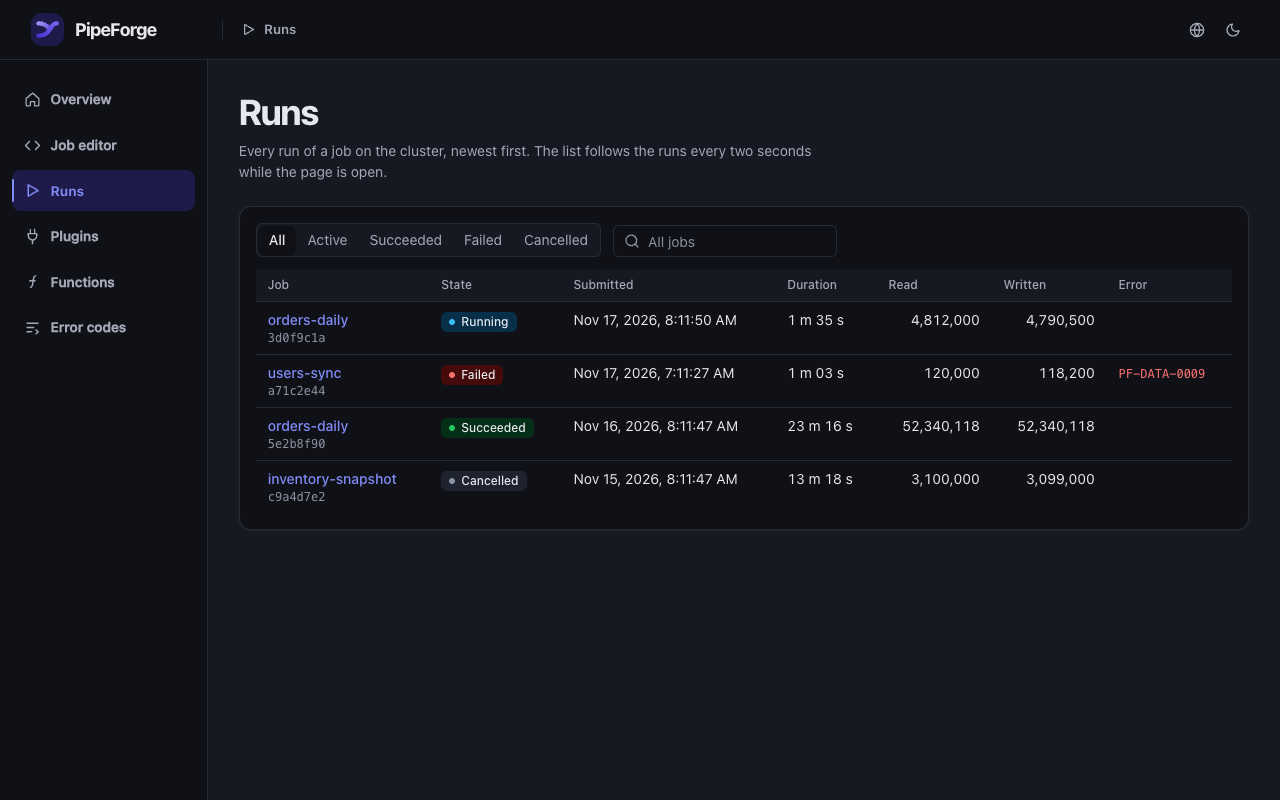 PipeForge
Runs
Overview
Job editor
Runs
Plugins
Functions
Error codes
Runs
Every run of a job on the cluster, newest first. The list follows the runs every two seconds
while the page is open.
All Active Succeeded Failed Cancelled All jobs
Job State Submitted Duration Read Written Error
orders-daily Running Nov 17, 2026, 8:11:50 AM 1 m 35 s 4,812,000 4,790,500
3d0f9c1a
users-sync Failed Nov 17, 2026, 7:11:27 AM 1 m 03 s 120,000 118,200 PF-DATA-0009
a71c2e44
orders-daily Succeeded Nov 16, 2026, 8:11:47 AM 23 m 16 s 52,340,118 52,340,118
5e2b8f90
inventory-snapshot Cancelled Nov 15, 2026, 8:11:47 AM 13 m 18 s 3,100,000 3,099,000
c9a4d7e2